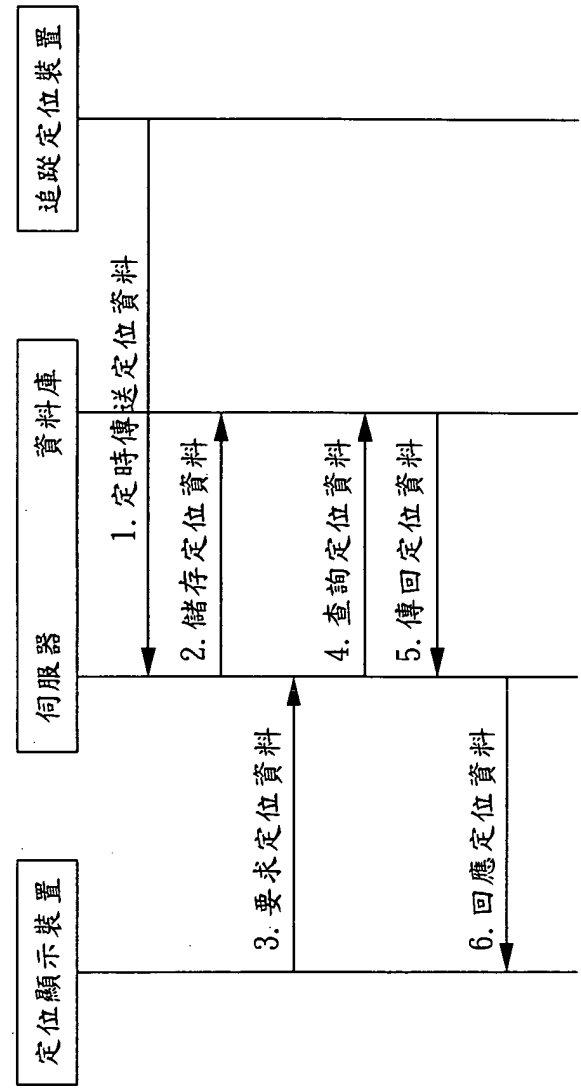 定位顯示裝置
伺服器 資料庫
追蹤定位裝置
1.定時傳送定位資料
2.儲存定位資料
3.要求定位資料
4.查詢定位資料
5.傳回定位資料
6.回應定位資料